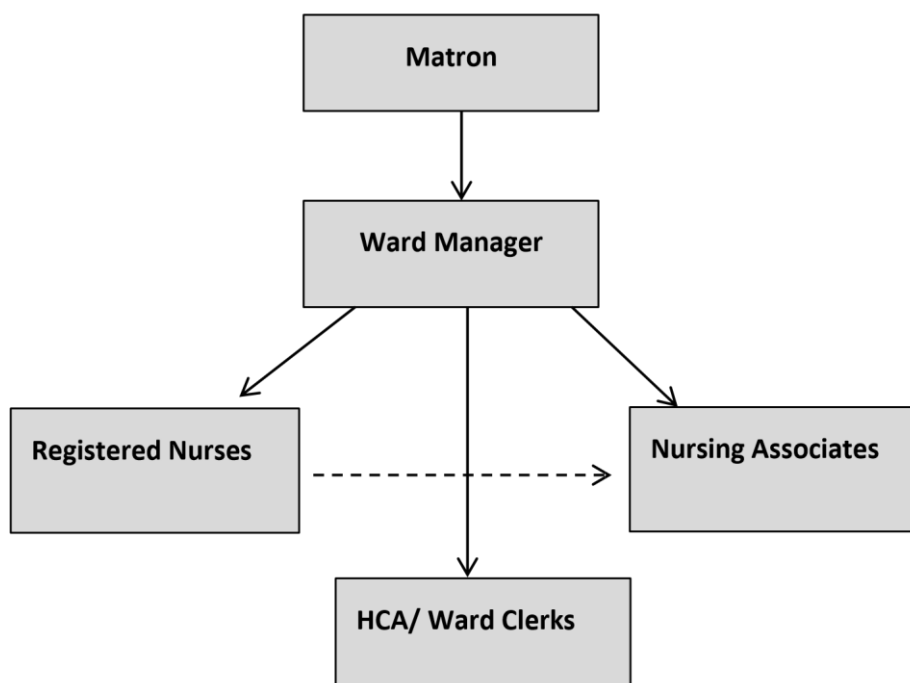 Matron
Ward Manager
Registered Nurses
Nursing Associates
HCA/ Ward Clerks